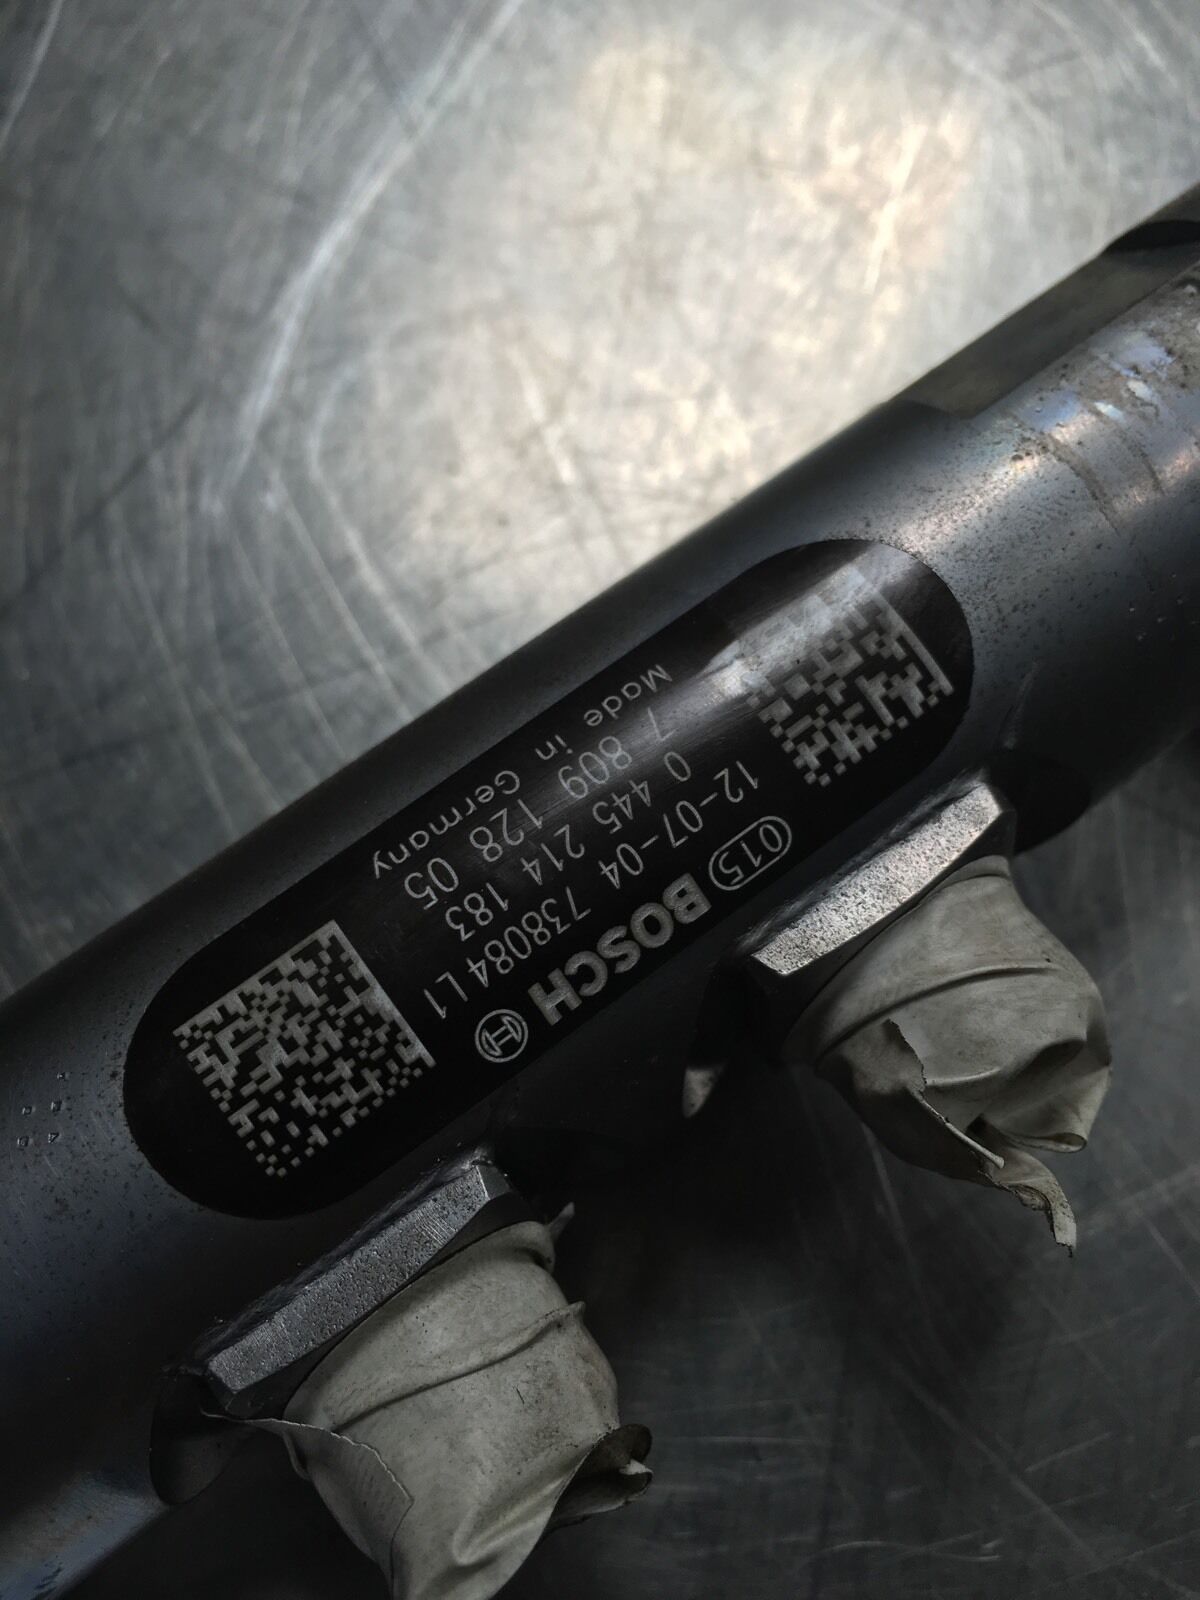 BOSCH 015
12-07-04 738084 L1
0 445 214 183
7 809 128 05
Made in Germany